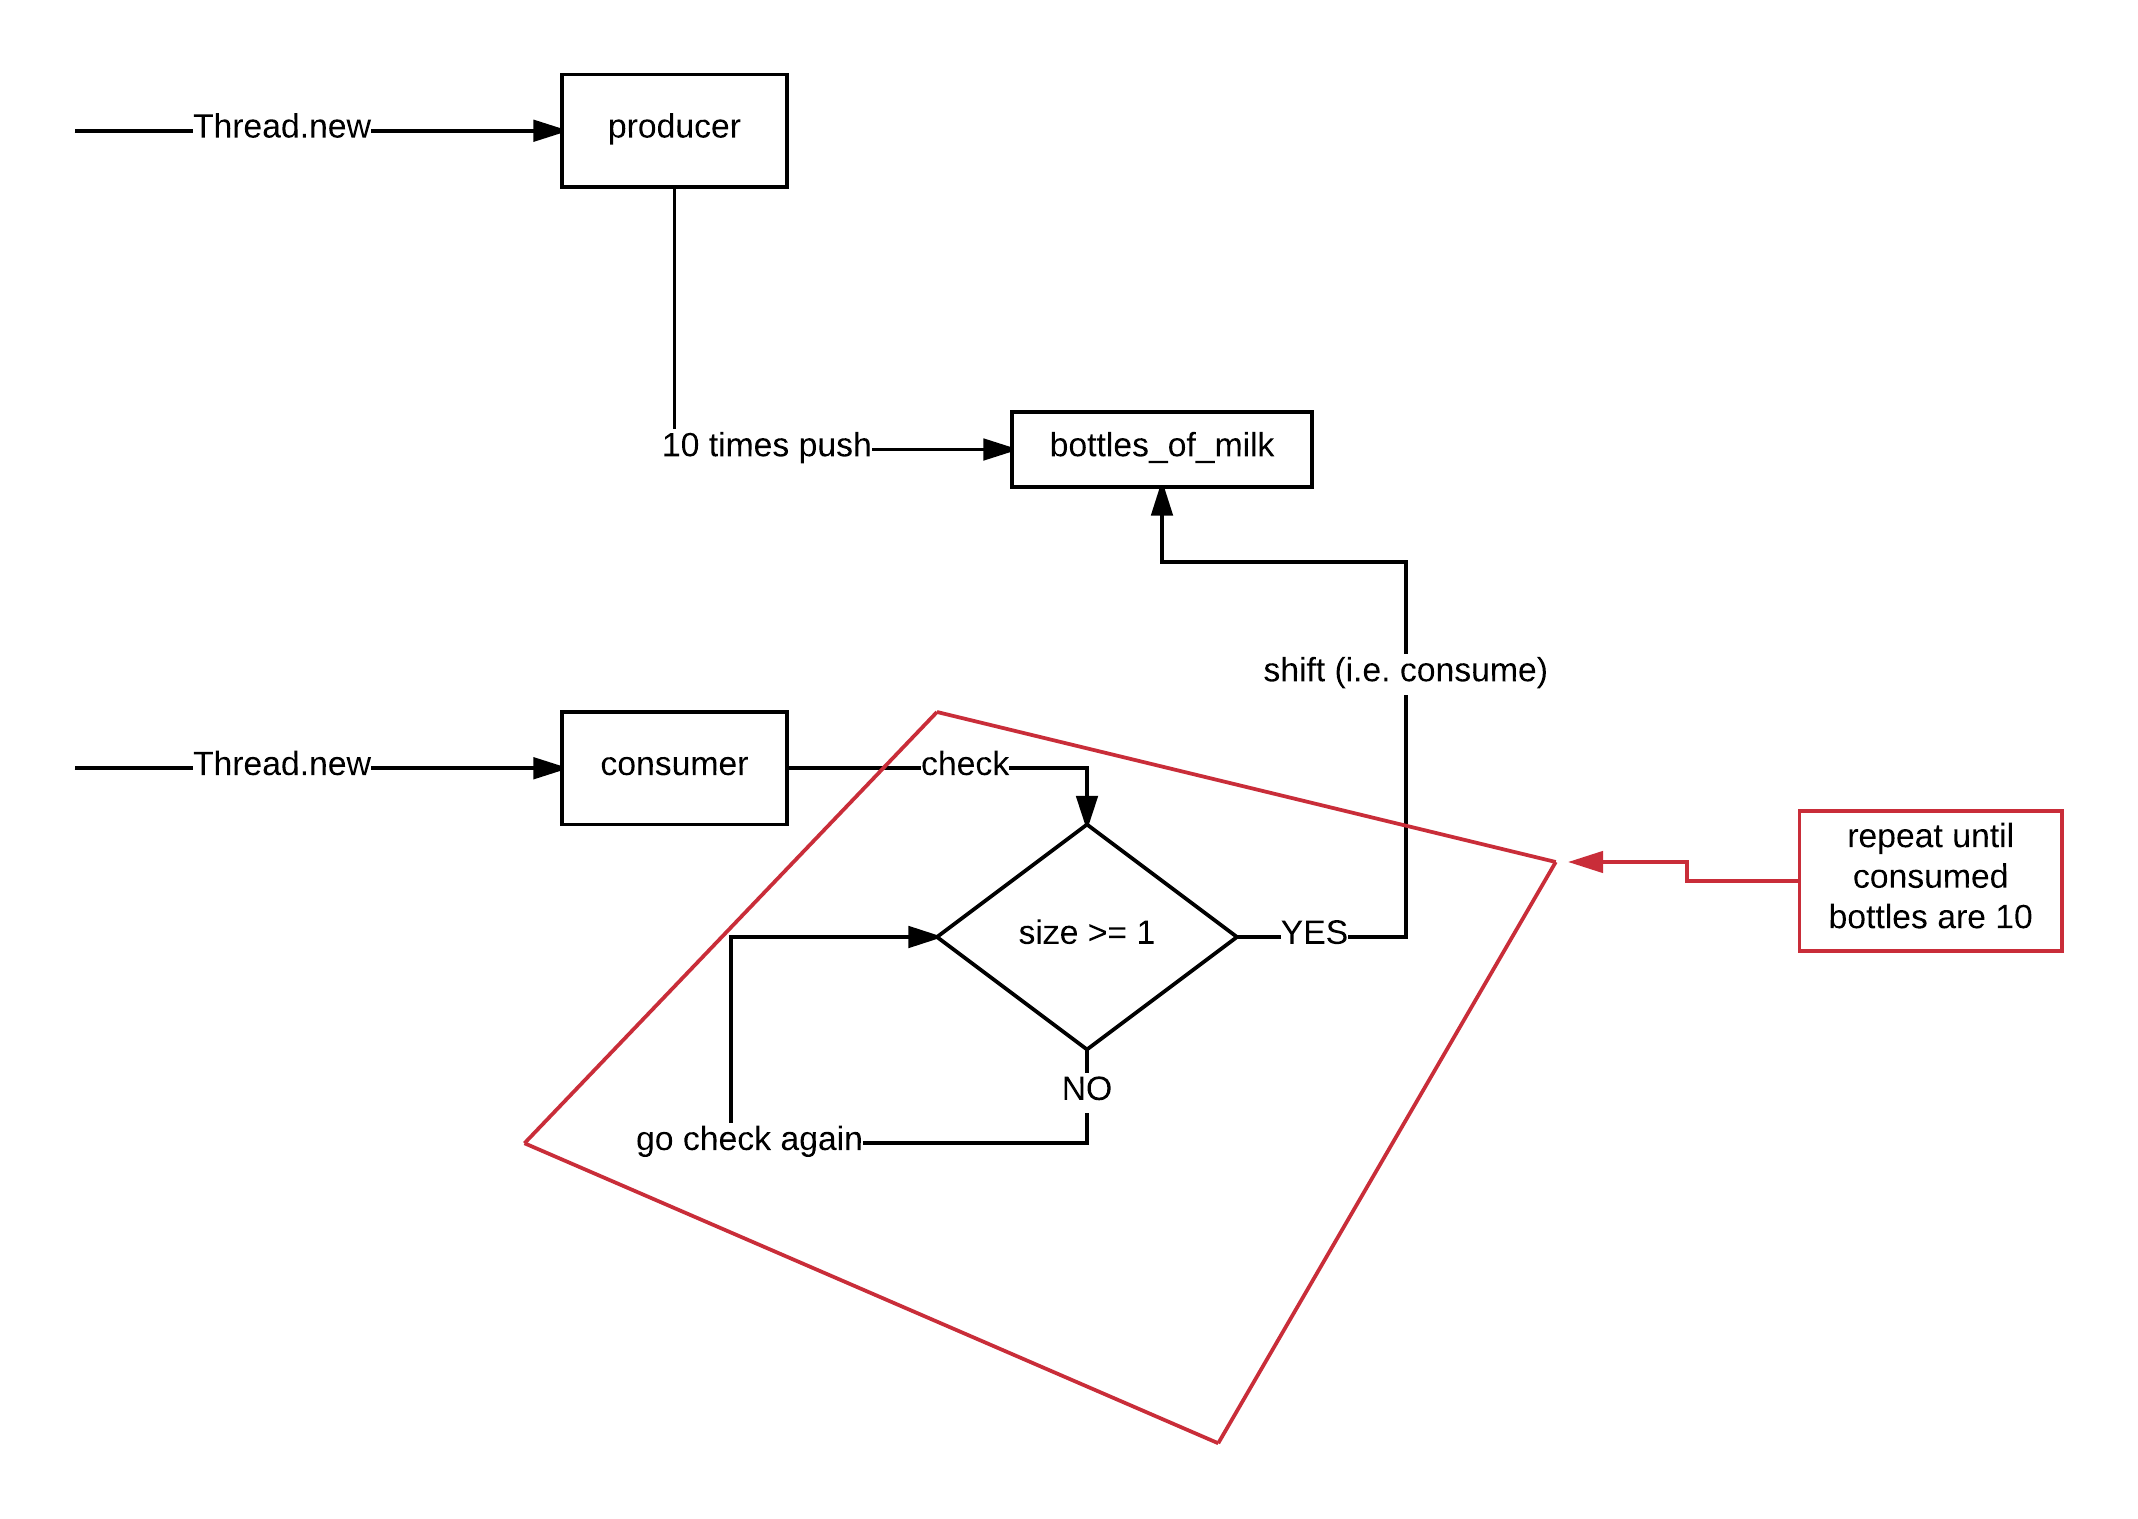 Thread.new
producer
10 times push
bottles_of_milk
shift (i.e. consume)
Thread.new
consumer
check
repeat until
consumed
bottles are 10
size >= 1
YES
NO
go check again